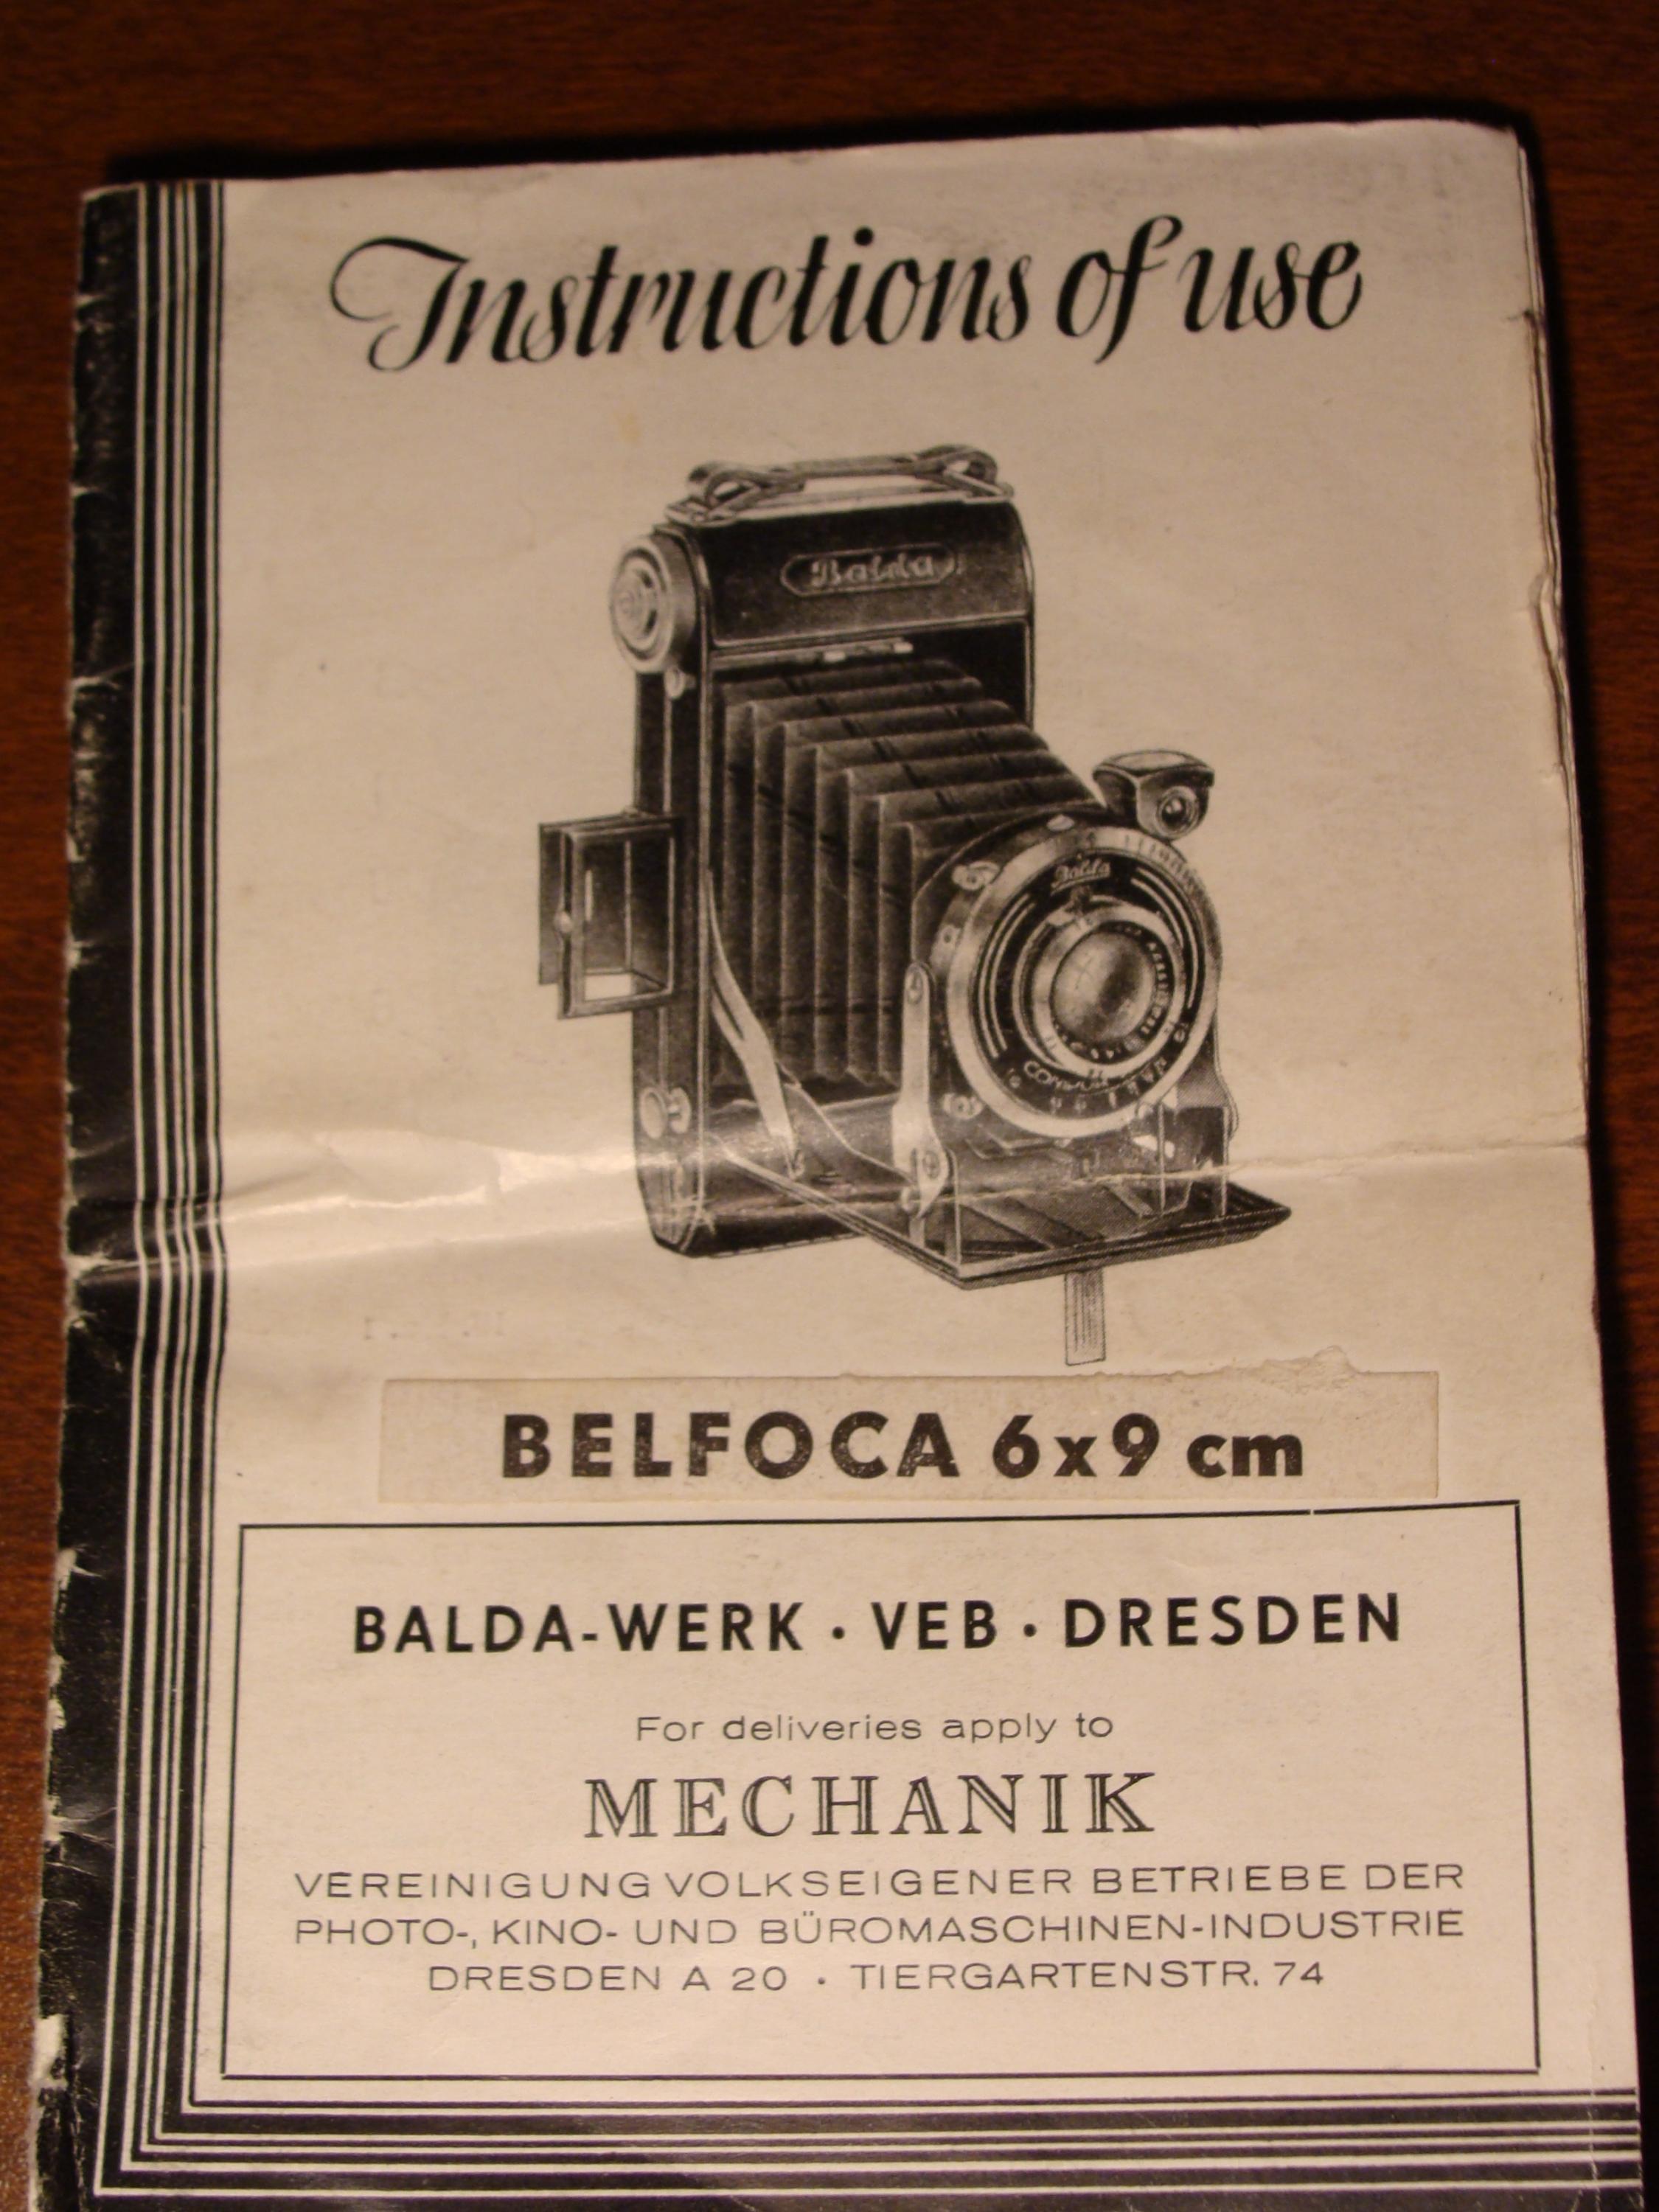 Instructions of use
Balda
Balda
BELFOCA 6x9 cm
BALDA-WERK · VEB · DRESDEN
For deliveries apply to
MECHANIK
VEREINIGUNG VOLKSEIGENER BETRIEBE DER
PHOTO-, KINO- UND BÜROMASCHINEN-INDUSTRIE
DRESDEN A 20 · TIERGARTENSTR. 74